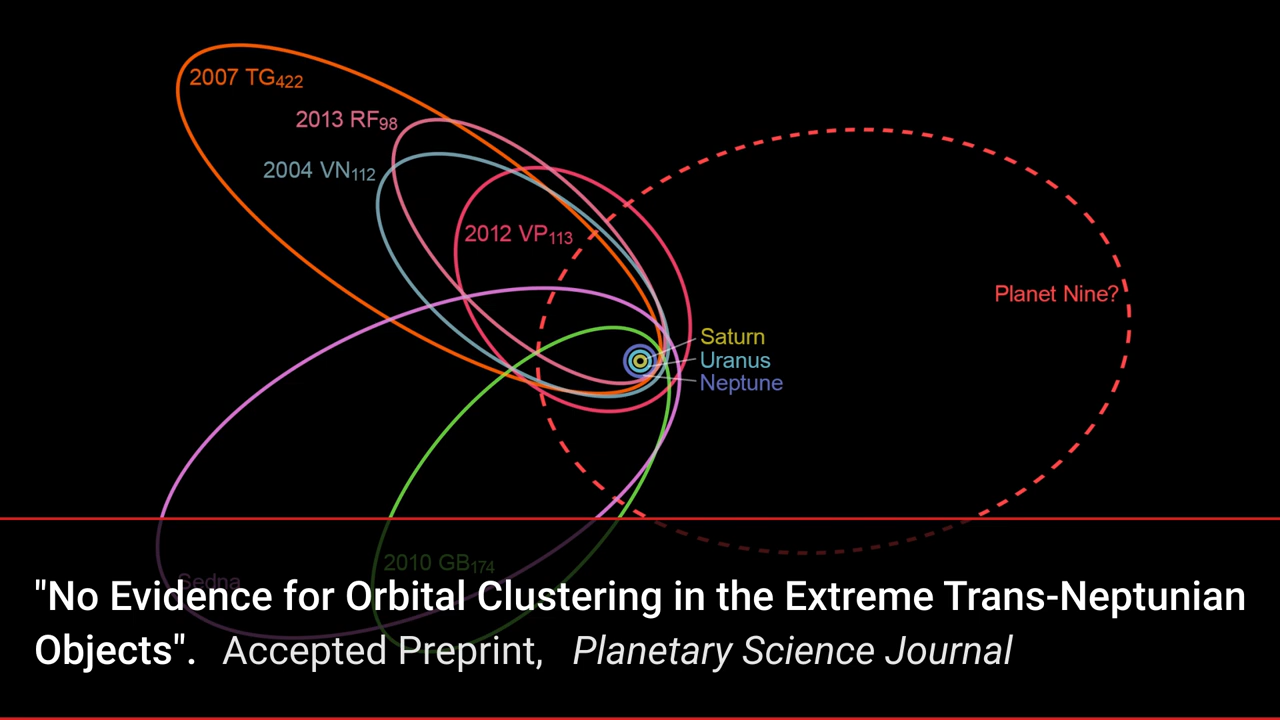 2007 TG422
2013 RF98
2004 VN112
2012 VP113
Planet Nine?
Saturn
Uranus
Neptune
2010 GB174
Sedna
"No Evidence for Orbital Clustering in the Extreme Trans-Neptunian
Objects". Accepted Preprint, Planetary Science Journal